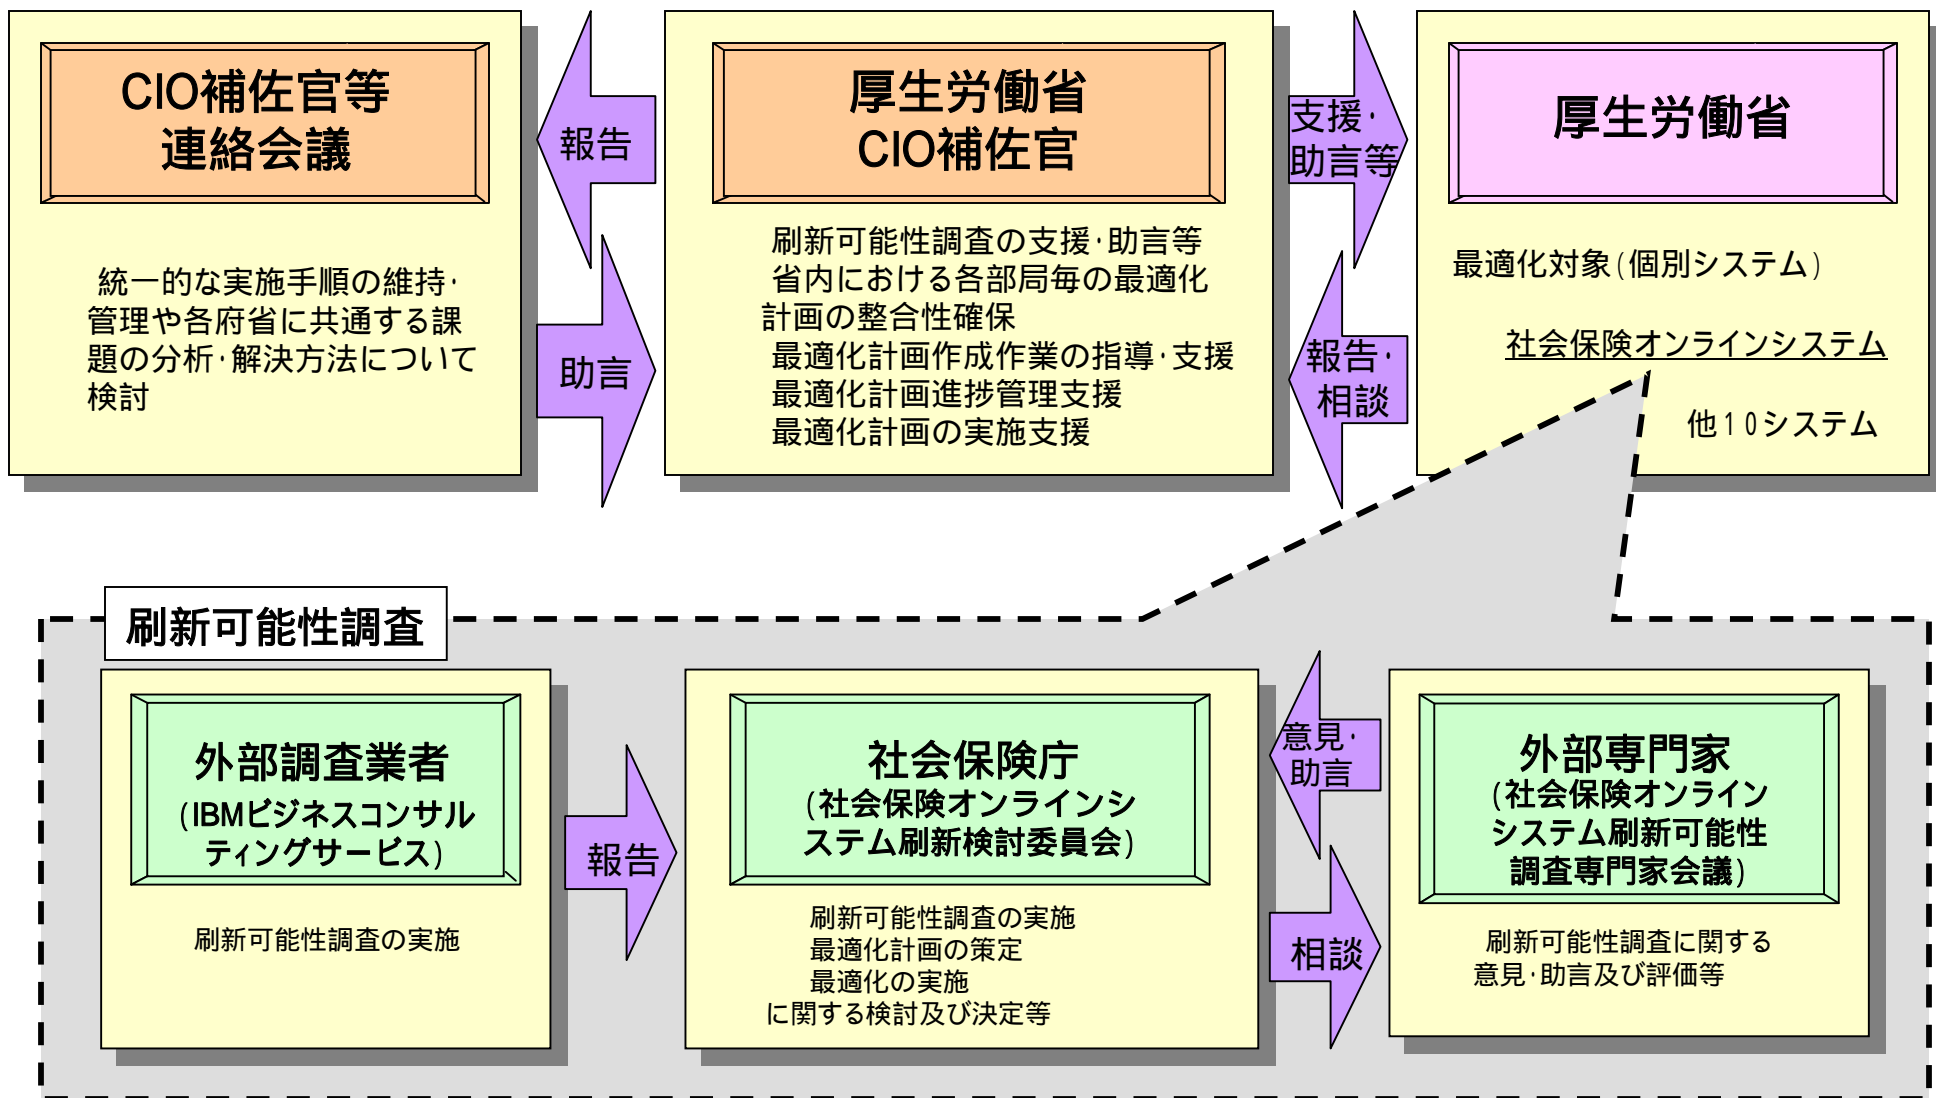 CIO補佐官等
連絡会議
統一的な実施手順の維持・
管理や各府省に共通する課
題の分析・解決方法について
検討
報告
助言
厚生労働省
CIO補佐官
刷新可能性調査の支援・助言等
省内における各部局毎の最適化
計画の整合性確保
最適化計画作成作業の指導・支援
最適化計画進捗管理支援
最適化計画の実施支援
支援・
助言等
報告・
相談
厚生労働省
最適化対象(個別システム)
社会保険オンラインシステム
他10システム
刷新可能性調査
外部調査業者
(IBMビジネスコンサル
ティングサービス)
刷新可能性調査の実施
報告
社会保険庁
(社会保険オンラインシ
ステム刷新検討委員会)
刷新可能性調査の実施
最適化計画の策定
最適化の実施
に関する検討及び決定等
意見・
助言
相談
外部専門家
(社会保険オンライン
システム刷新可能性
調査専門家会議)
刷新可能性調査に関する
意見・助言及び評価等